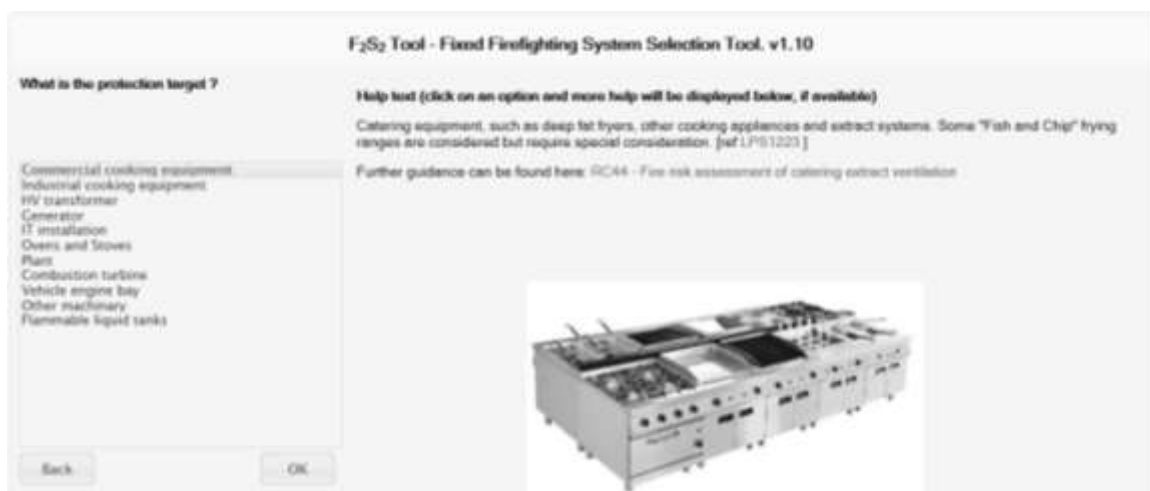 F₂S₂ Tool - Fixed Firefighting System Selection Tool. v1.10
What is the protection target ?
Commercial cooking equipment
Industrial cooking equipment
HV transformer
Generator
IT installation
Ovens and Stoves
Plant
Combustion turbine
Vehicle engine bay
Other machinary
Flammable liquid tanks
Back
OK
Help text (click on an option and more help will be displayed below, if available)
Catering equipment, such as deep fat fryers, other cooking appliances and extract systems. Some "Fish and Chip" frying
ranges are considered but require special consideration. [ref LPS1223 ]
Further guidance can be found here: RC44 - Fire risk assessment of catering extract ventilation